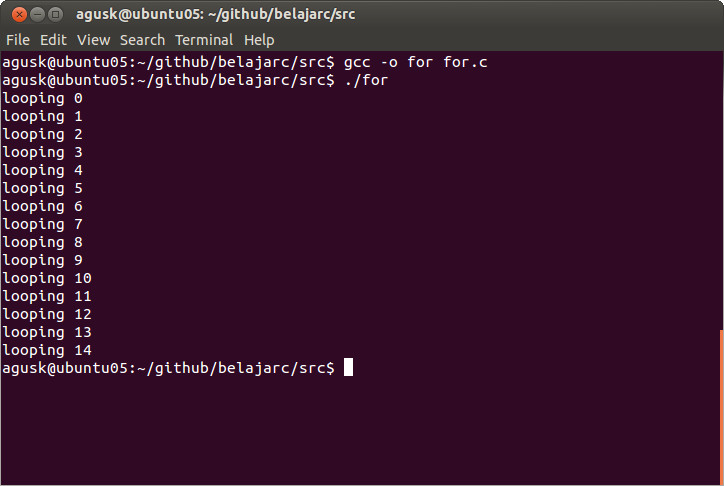 agusk@ubuntu05: ~/github/belajarc/src
File Edit View Search Terminal Help
agusk@ubuntu05:~/github/belajarc/src$ gcc -o for for.c
agusk@ubuntu05:~/github/belajarc/src$ ./for
looping 0
looping 1
looping 2
looping 3
looping 4
looping 5
looping 6
looping 7
looping 8
looping 9
looping 10
looping 11
looping 12
looping 13
looping 14
agusk@ubuntu05:~/github/belajarc/src$